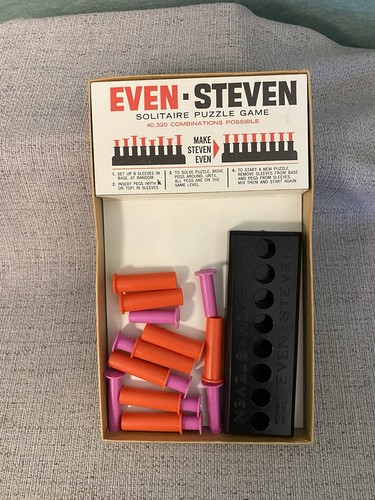 EVEN-STEVEN
SOLITAIRE PUZZLE GAME
40,320 COMBINATIONS POSSIBLE
MAKE
STEVEN
EVEN
1. SET UP 8 SLEEVES IN
BASE, AT RANDOM.
2. INSERT PEGS (WITH
ON TOP) IN SLEEVES.
3. TO SOLVE PUZZLE, MOVE
PEGS AROUND, UNTIL
ALL PEGS ARE ON THE
SAME LEVEL.
4. TO START A NEW PUZZLE,
REMOVE SLEEVES FROM BASE
AND PEGS FROM SLEEVES
MIX THEM AND START AGAIN.
EVEN-STEVEN
EVEN-STEVEN